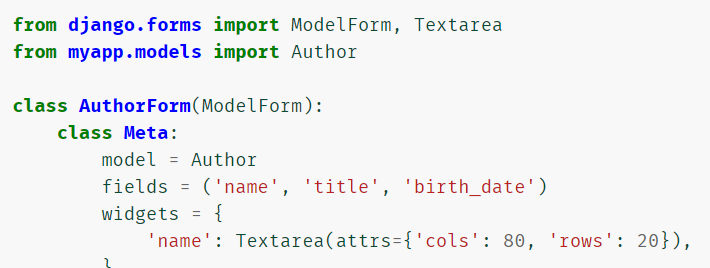 from django.forms import ModelForm, Textarea
from myapp.models import Author

class AuthorForm(ModelForm):
    class Meta:
        model = Author
        fields = ('name', 'title', 'birth_date')
        widgets = {
            'name': Textarea(attrs={'cols': 80, 'rows': 20}),
        }